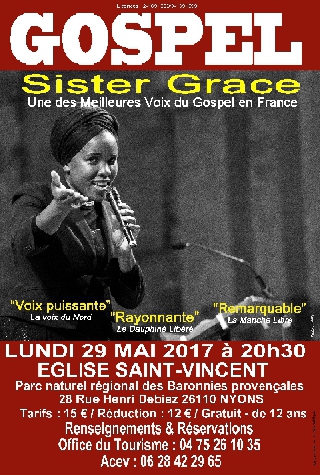 GOSPEL
Sister Grace
Une des Meilleures Voix du Gospel en France
"Voix puissante"
La voix du Nord
"Rayonnante"
Le Dauphiné Libéré
"Remarquable"
La Manche Libre
LUNDI 29 MAI 2017 à 20h30
EGLISE SAINT-VINCENT
Parc naturel régional des Baronnies provençales
28 Rue Henri Debiez 26110 NYONS
Tarifs : 15 € / Réduction : 12 € / Gratuit - de 12 ans
Renseignements & Réservations
Office du Tourisme : 04 75 26 10 35
Acev : 06 28 42 29 65